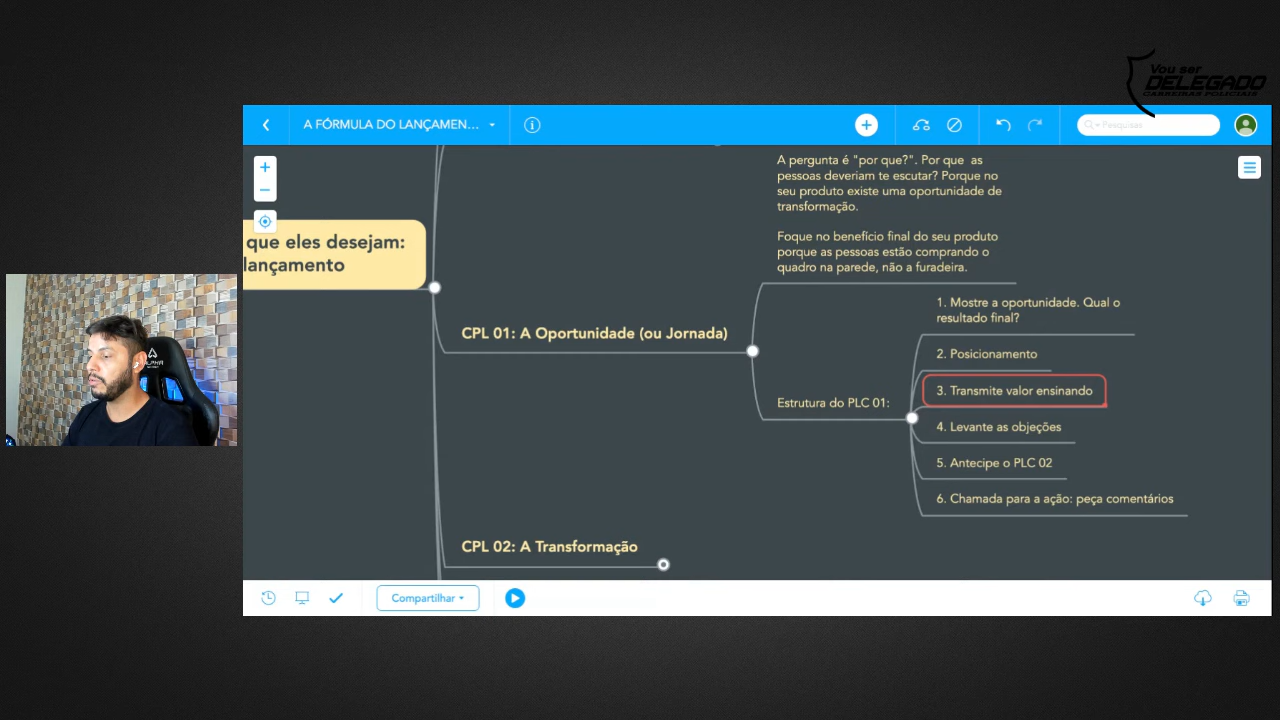 Vou ser
DELEGADO
CARREIRAS POLICIAIS
A FÓRMULA DO LANÇAMEN...
Pesquisar
A pergunta é "por que?". Por que as
pessoas deveriam te escutar? Porque no
seu produto existe uma oportunidade de
transformação.
que eles desejam:
lançamento
Foque no benefício final do seu produto
porque as pessoas estão comprando o
quadro na parede, não a furadeira.
CPL 01: A Oportunidade (ou Jornada)
1. Mostre a oportunidade. Qual o
resultado final?
2. Posicionamento
3. Transmite valor ensinando
Estrutura do PLC 01:
4. Levante as objeções
5. Antecipe o PLC 02
6. Chamada para a ação: peça comentários
CPL 02: A Transformação
Compartilhar
ALPHA